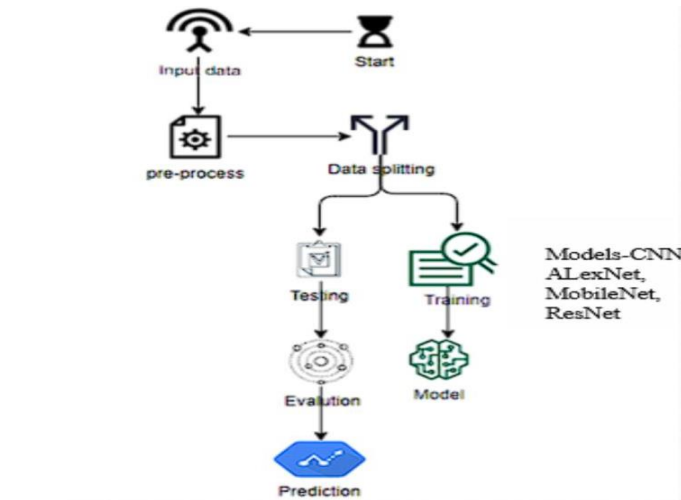 Start
Input data
pre-process
Data splitting
Testing
Training
Models-CNN
ALexNet,
MobileNet,
ResNet
Evalution
Model
Prediction